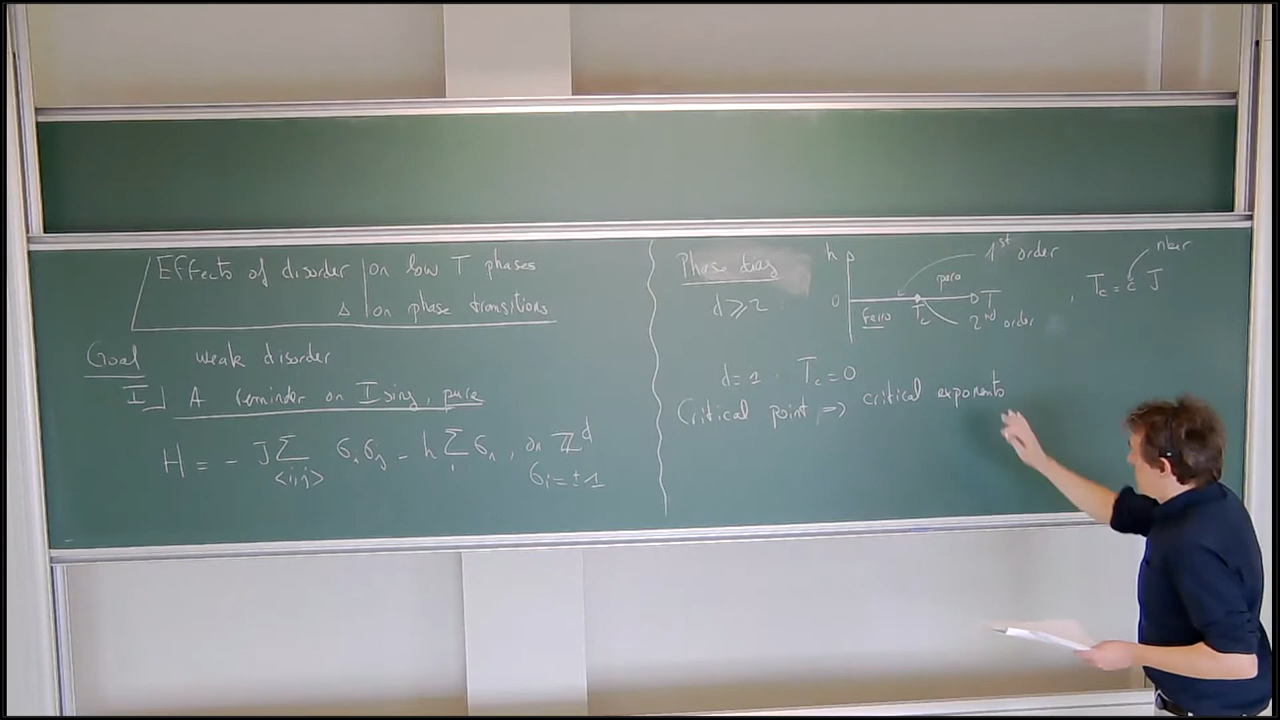 Effects of disorder | on low T phases
Δ | on phase transitions
Goal weak disorder
I] A reminder on Ising, pure
H = - J Σ σᵢσⱼ - h Σ σᵢ, on ℤᵈ
<i,j> i σᵢ = ±1
Phase diag
d ⩾ 2
h
1st order
nber
para
0
T
Tc = c J
Ferro Tc
2nd order
d = 1 . Tc = 0
Critical point => critical exponents